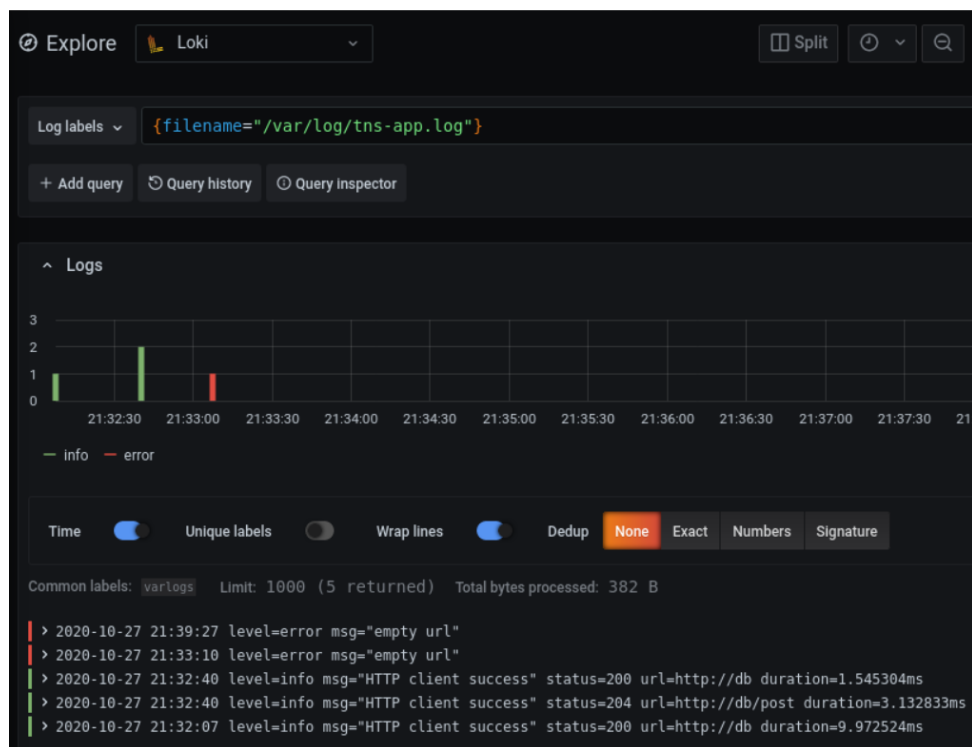 Explore Loki Split
Log labels {filename="/var/log/tns-app.log"}
+ Add query Query history Query inspector
Logs
3
2
1
0
21:32:30 21:33:00 21:33:30 21:34:00 21:34:30 21:35:00 21:35:30 21:36:00 21:36:30 21:37:00 21:37:30 21
info error
Time Unique labels Wrap lines Dedup None Exact Numbers Signature
Common labels: varlogs Limit: 1000 (5 returned) Total bytes processed: 382 B
> 2020-10-27 21:39:27 level=error msg="empty url"
> 2020-10-27 21:33:10 level=error msg="empty url"
> 2020-10-27 21:32:40 level=info msg="HTTP client success" status=200 url=http://db duration=1.545304ms
> 2020-10-27 21:32:40 level=info msg="HTTP client success" status=204 url=http://db/post duration=3.132833ms
> 2020-10-27 21:32:07 level=info msg="HTTP client success" status=200 url=http://db duration=9.972524ms